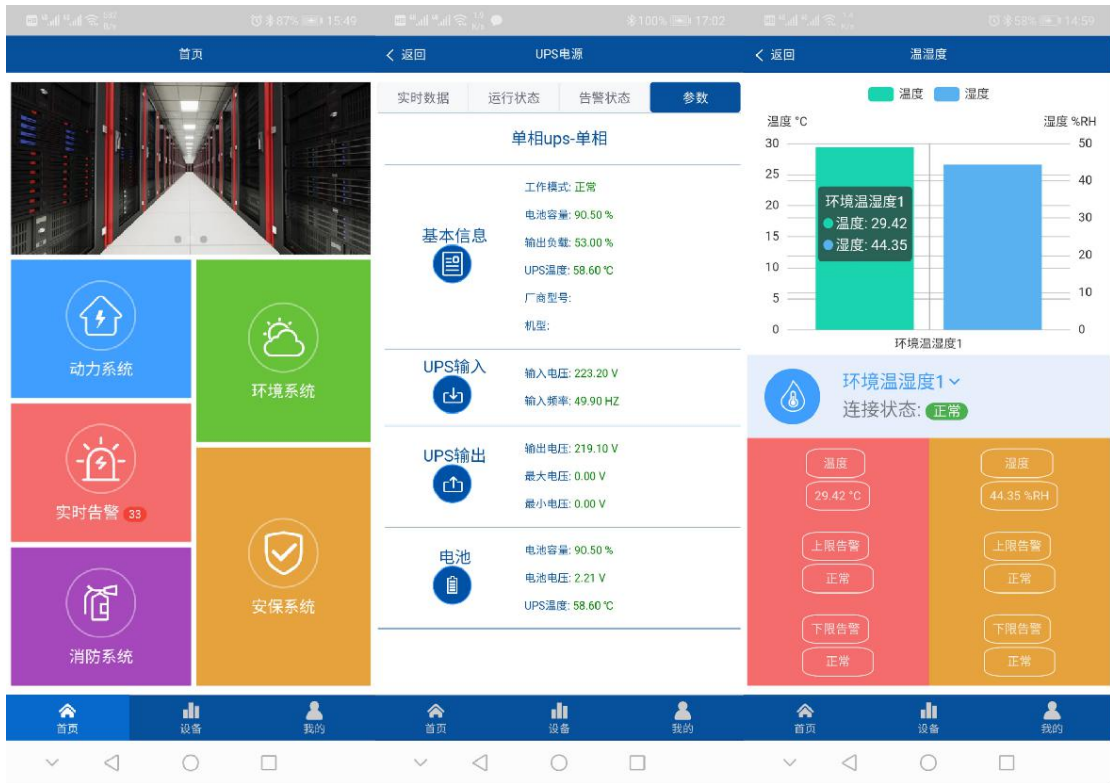 87% 15:49
首页
动力系统
环境系统
实时告警 33
安保系统
消防系统
首页
设备
我的
100% 17:02
返回
UPS电源
实时数据
运行状态
告警状态
参数
单相ups-单相
基本信息
工作模式: 正常
电池容量: 90.50 %
输出负载: 53.00 %
UPS温度: 58.60 ℃
厂商型号:
机型:
UPS输入
输入电压: 223.20 V
输入频率: 49.90 HZ
UPS输出
输出电压: 219.10 V
最大电压: 0.00 V
最小电压: 0.00 V
电池
电池容量: 90.50 %
电池电压: 2.21 V
UPS温度: 58.60 ℃
首页
设备
我的
58% 14:59
返回
温湿度
温度 湿度
温度 °C
湿度 %RH
30
25
20
15
10
5
0
50
40
30
20
10
0
环境温湿度1
温度: 29.42
湿度: 44.35
环境温湿度1
环境温湿度1
连接状态: 正常
温度
29.42 °C
上限告警
正常
下限告警
正常
湿度
44.35 %RH
上限告警
正常
下限告警
正常
首页
设备
我的